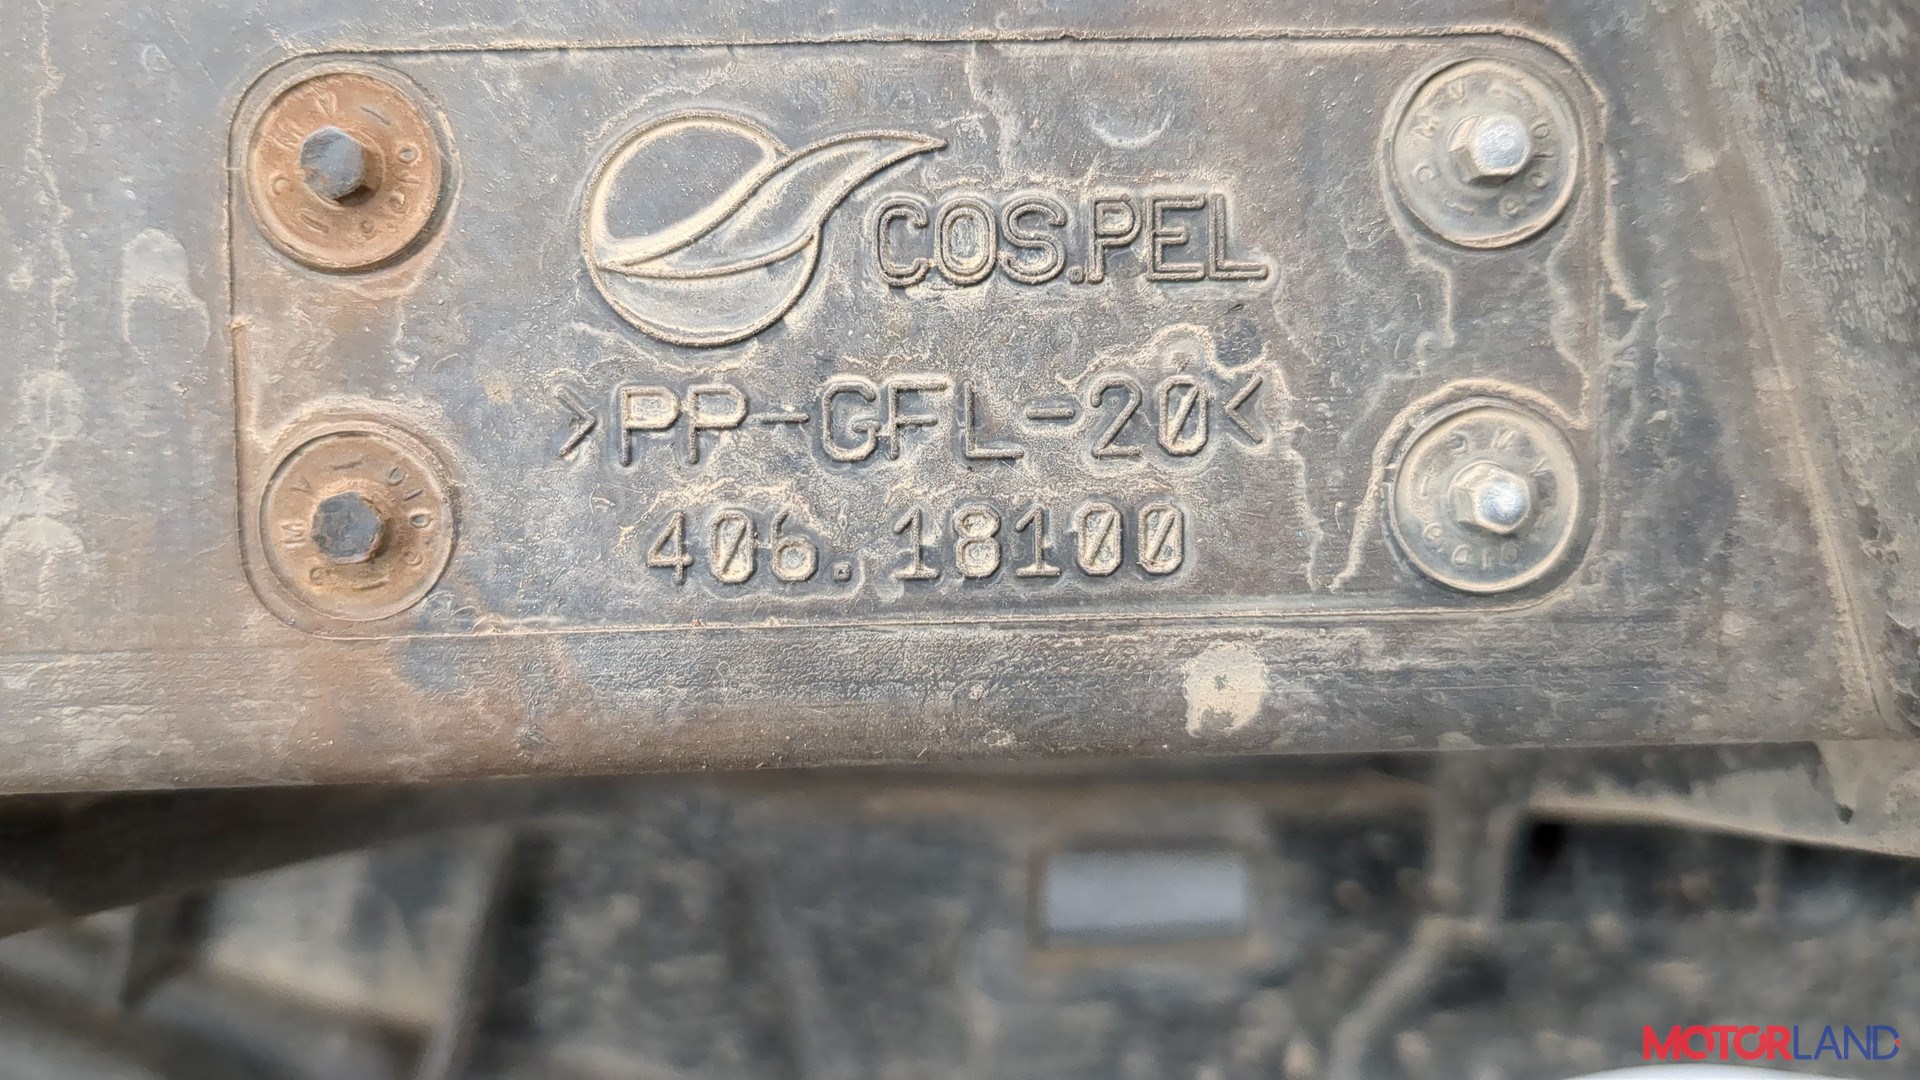 COS.PEL
>PP-GFL-20<
406.18100
MOTORLAND